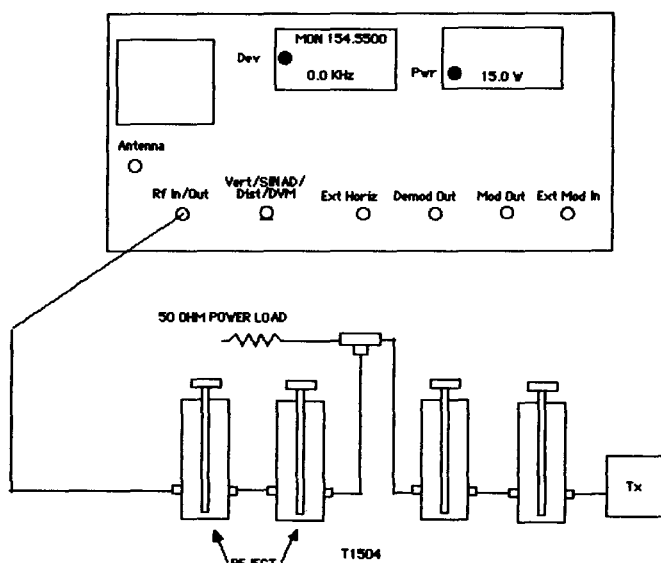 MON 154.5500
Dev
0.0 KHz
Pwr
15.0 W
Antenna
Rf In/Out
Vert/SINAD/
Dist/DVM
Ext Horiz
Demod Out
Mod Out
Ext Mod In
50 OHM POWER LOAD
Tx
REJECT
T1504